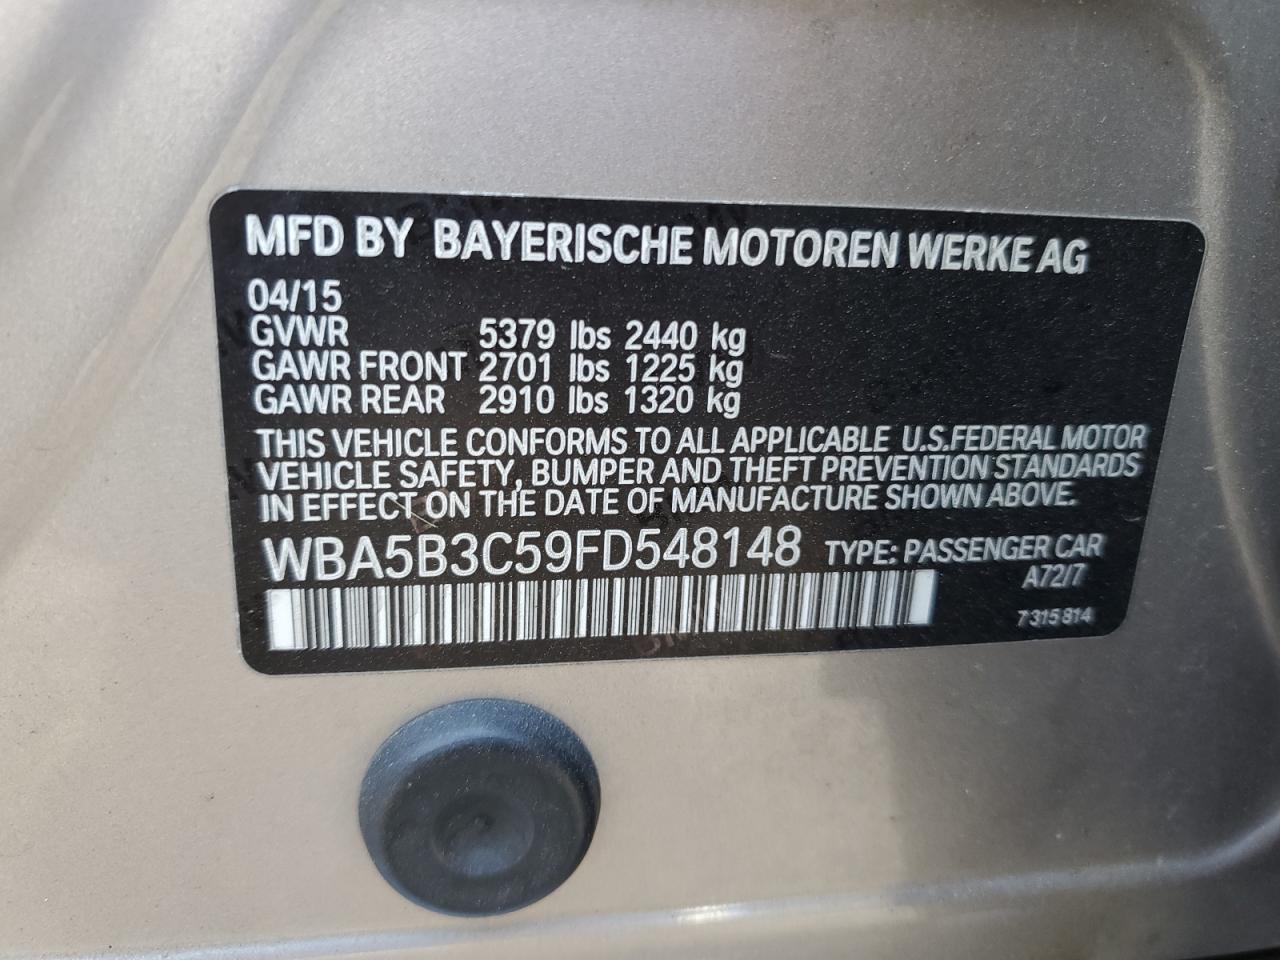 MFD BY BAYERISCHE MOTOREN WERKE AG
04/15
GVWR 5379 lbs 2440 kg
GAWR FRONT 2701 lbs 1225 kg
GAWR REAR 2910 lbs 1320 kg
THIS VEHICLE CONFORMS TO ALL APPLICABLE U.S.FEDERAL MOTOR
VEHICLE SAFETY, BUMPER AND THEFT PREVENTION STANDARDS
IN EFFECT ON THE DATE OF MANUFACTURE SHOWN ABOVE.
WBA5B3C59FD548148 TYPE: PASSENGER CAR
A72/7
7 315 814